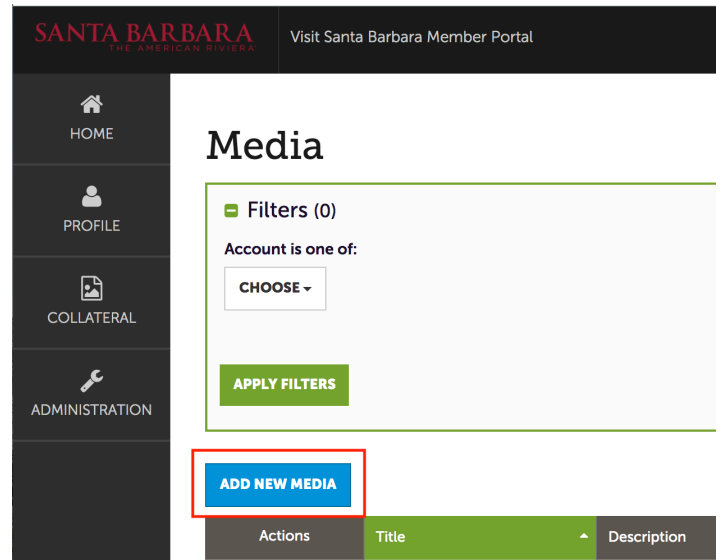 SANTA BARBARA
THE AMERICAN RIVIERA
Visit Santa Barbara Member Portal
HOME
PROFILE
COLLATERAL
ADMINISTRATION
Media
Filters (0)
Account is one of:
CHOOSE
APPLY FILTERS
ADD NEW MEDIA
Actions Title Description